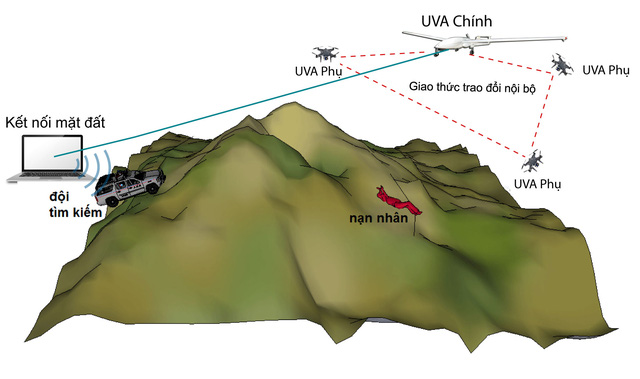 UVA Chính
UVA Phụ
UVA Phụ
Giao thức trao đổi nội bộ
Kết nối mặt đất
UVA Phụ
đội
tìm kiếm
nạn nhân